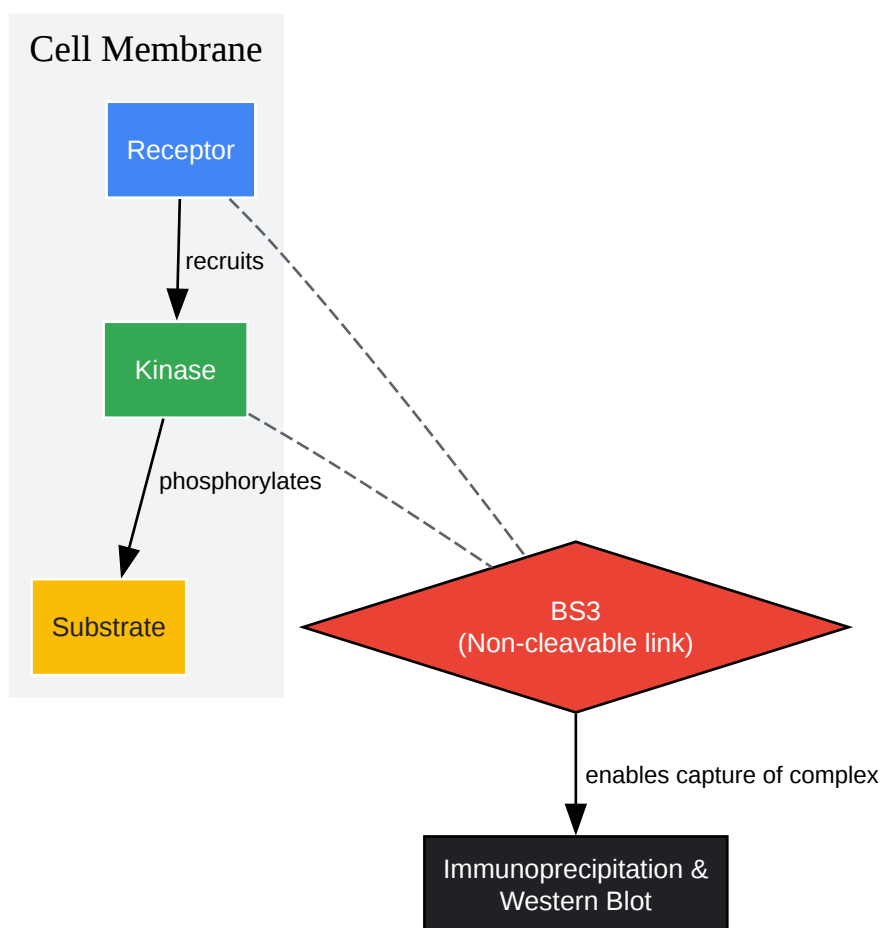 Cell Membrane
Receptor
recruits
Kinase
phosphorylates
Substrate
BS3
(Non-cleavable link)
enables capture of complex
Immunoprecipitation &
Western Blot